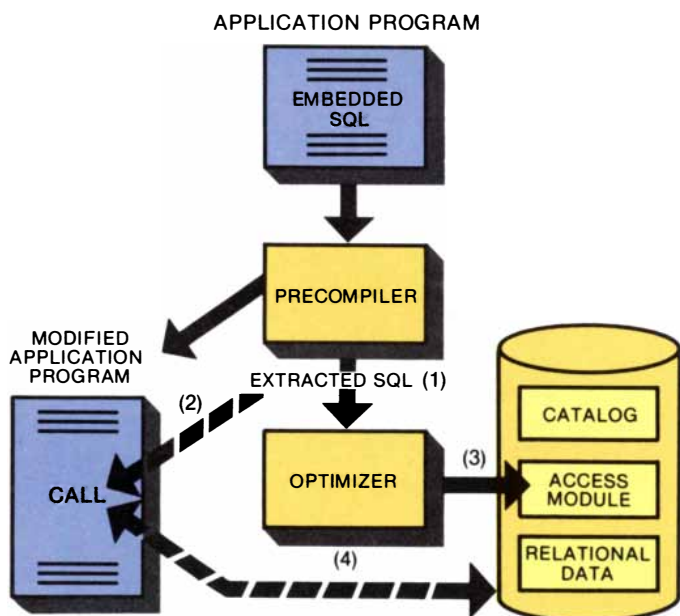 APPLICATION PROGRAM
EMBEDDED
SQL
PRECOMPILER
MODIFIED
APPLICATION
PROGRAM
EXTRACTED SQL (1)
(2)
CATALOG
(3)
OPTIMIZER
ACCESS
MODULE
CALL
(4)
RELATIONAL
DATA